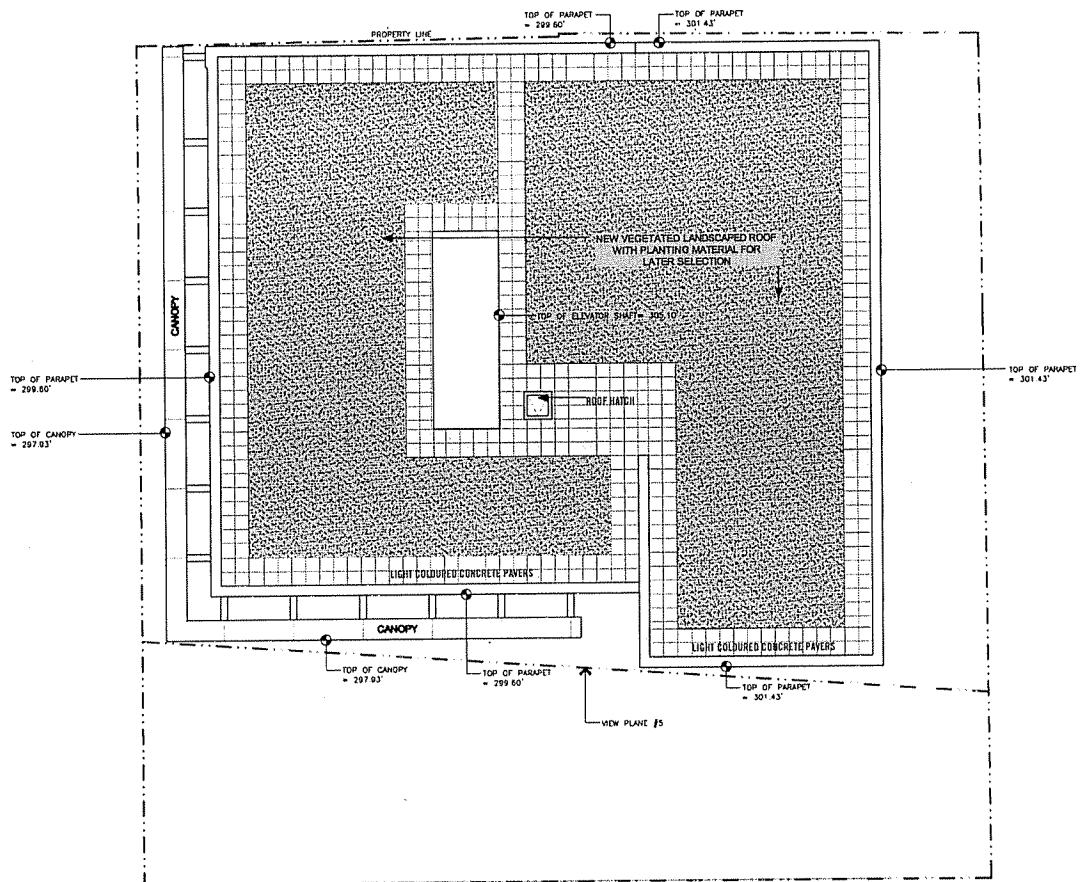 TOP OF PARAPET
= 299.60'
TOP OF PARAPET
= 301.43'
PROPERTY LINE
NEW VEGETATED LANDSCAPED ROOF
WITH PLANTING MATERIAL FOR
LATER SELECTION
CANOPY
TOP OF ELEVATOR SHAFT= 305.10'
TOP OF PARAPET
= 299.60'
TOP OF PARAPET
= 301.43'
ROOF HATCH
TOP OF CANOPY
= 297.93'
LIGHT COLOURED CONCRETE PAVERS
CANOPY
LIGHT COLOURED CONCRETE PAVERS
TOP OF CANOPY
= 297.93'
TOP OF PARAPET
= 299.60'
TOP OF PARAPET
= 301.43'
VIEW PLANE #5